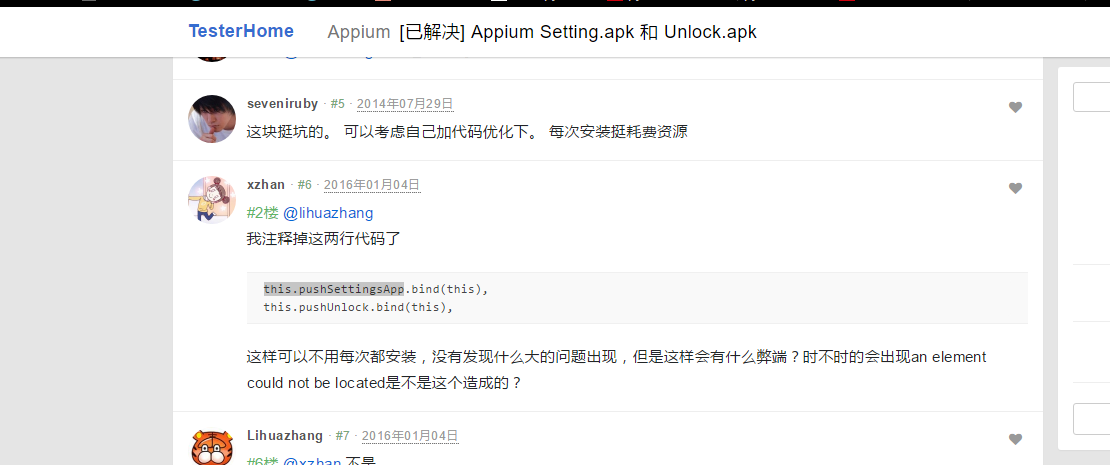 TesterHome Appium [已解决] Appium Setting.apk 和 Unlock.apk
seveniruby · #5 · 2014年07月29日
这块挺坑的。 可以考虑自己加代码优化下。 每次安装挺耗费资源
xzhan · #6 · 2016年01月04日
#2楼 @lihuazhang
我注释掉这两行代码了
this.pushSettingsApp.bind(this),
this.pushUnlock.bind(this),
这样可以不用每次都安装，没有发现什么大的问题出现，但是这样会有什么弊端？时不时的会出现an element
could not be located是不是这个造成的？
Lihuazhang · #7 · 2016年01月04日
#6楼 @xzhan 不是